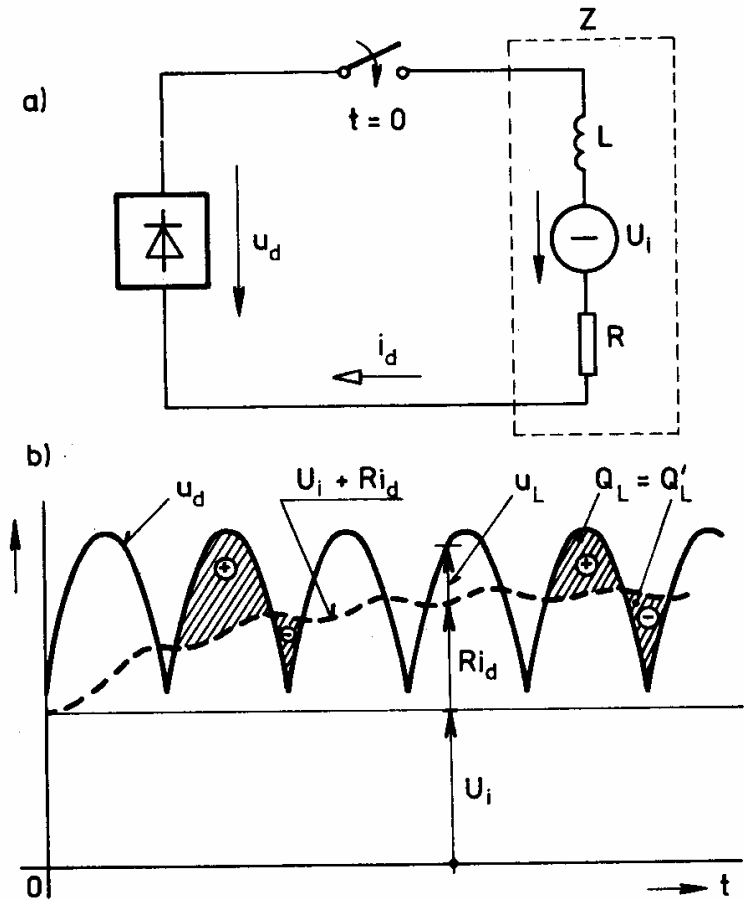 Z
a)
t = 0
L
u_d
U_i
R
i_d
b)
u_d
U_i + Ri_d
u_L
Q_L = Q'_L
+
−
+
−
Ri_d
U_i
0
t